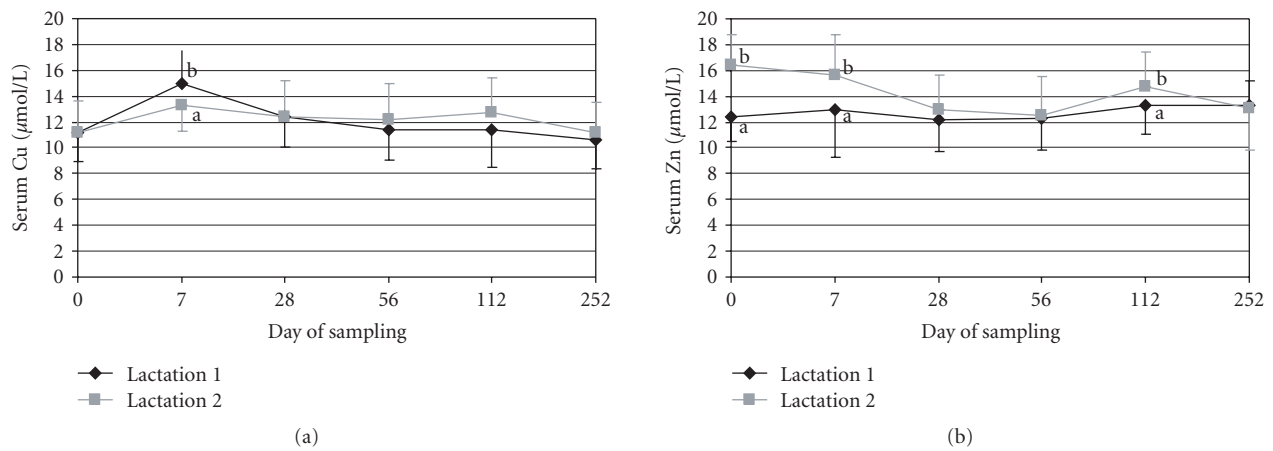 20
18
16
14
12
10
8
6
4
2
0
Serum Cu (μmol/L)
b
a
0 7 28 56 112 252
Day of sampling
Lactation 1
Lactation 2
(a)
20
18
16
14
12
10
8
6
4
2
0
Serum Zn (μmol/L)
b
b
b
a
a
a
0 7 28 56 112 252
Day of sampling
Lactation 1
Lactation 2
(b)